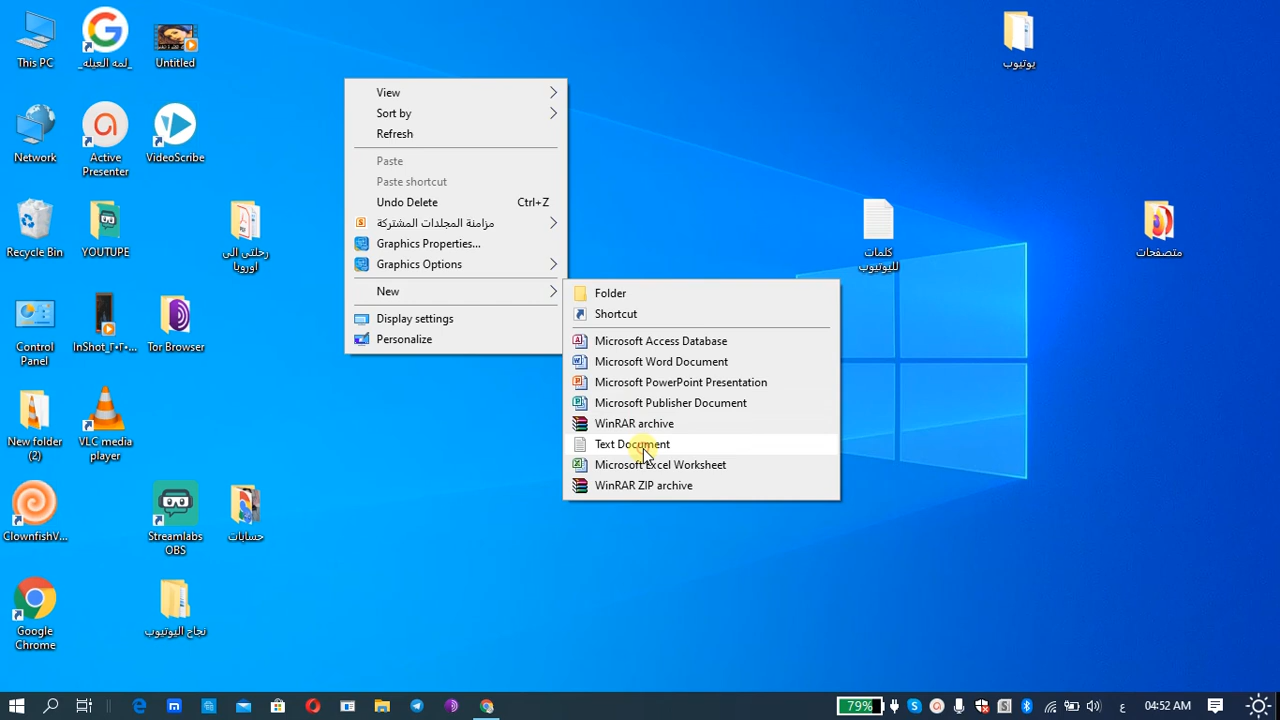 This PC
_لمه العيله_
Untitled
يوتيوب
Network
Active
Presenter
VideoScribe
Recycle Bin
YOUTUPE
رحلتى الى
اوروبا
كلمات
لليوتيوب
متصفحات
Control
Panel
InShot_٢٠٢٠...
Tor Browser
New folder
(2)
VLC media
player
ClownfishV...
Streamlabs
OBS
حسابات
Google
Chrome
نجاح اليوتيوب
View
Sort by
Refresh
Paste
Paste shortcut
Undo Delete Ctrl+Z
مزامنة المجلدات المشتركة
Graphics Properties...
Graphics Options
New
Display settings
Personalize
Folder
Shortcut
Microsoft Access Database
Microsoft Word Document
Microsoft PowerPoint Presentation
Microsoft Publisher Document
WinRAR archive
Text Document
Microsoft Excel Worksheet
WinRAR ZIP archive
79%
ع
04:52 AM